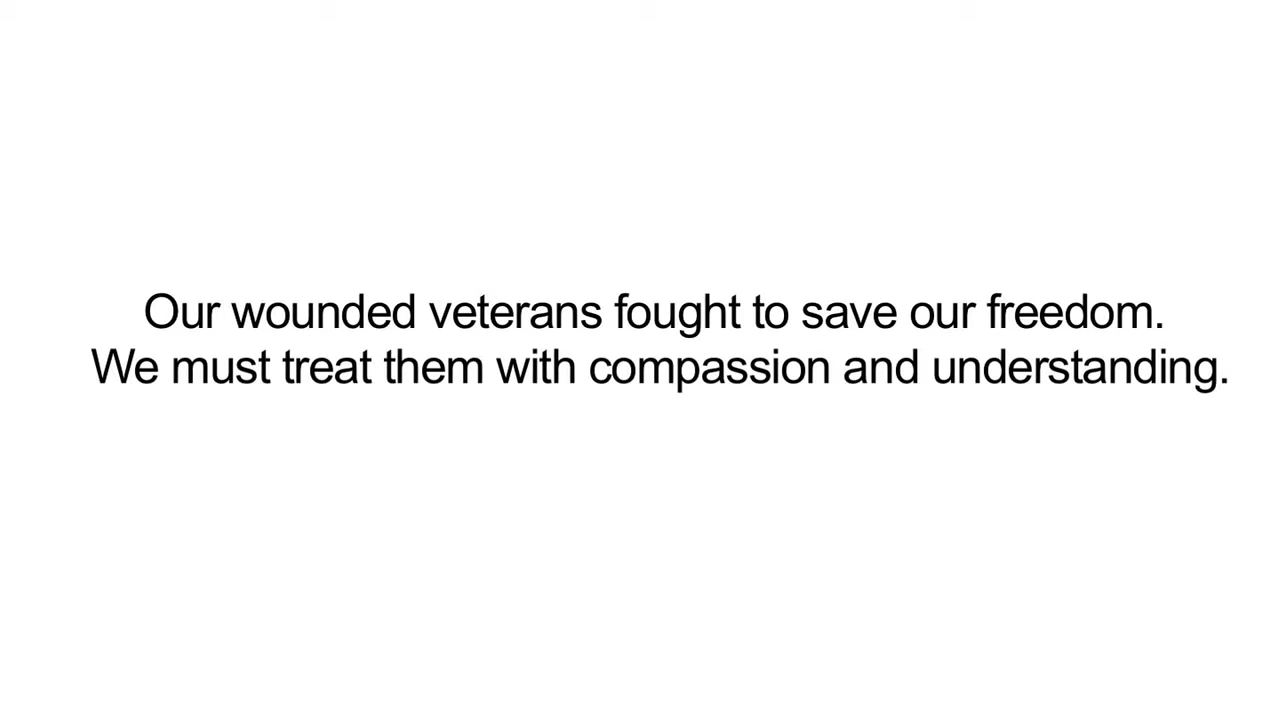 Our wounded veterans fought to save our freedom.
We must treat them with compassion and understanding.